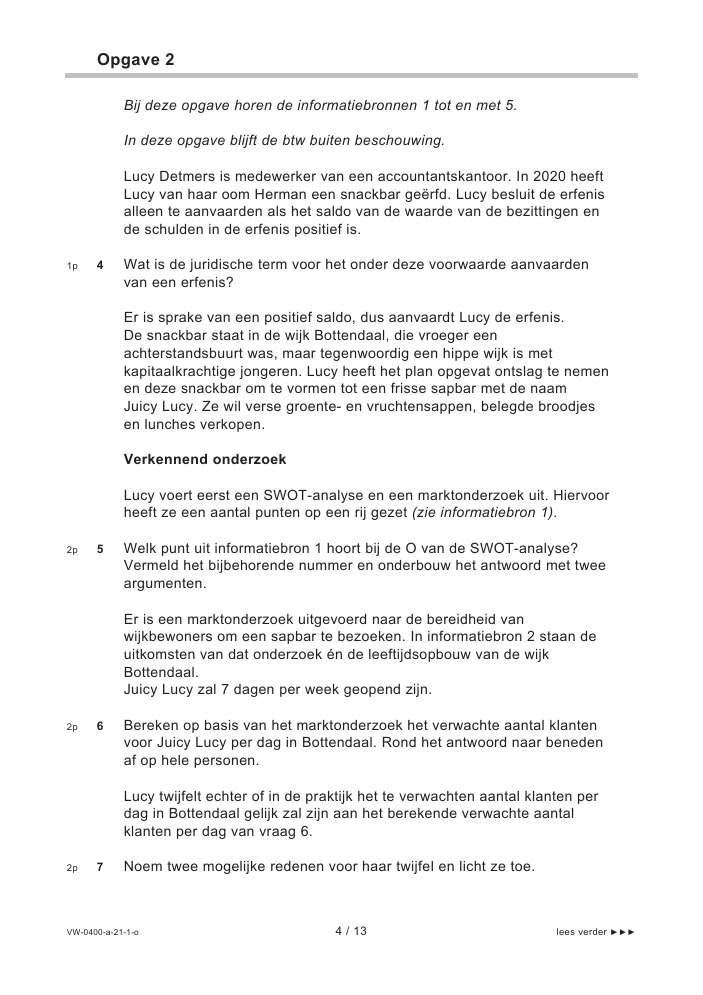 Opgave 2
Bij deze opgave horen de informatiebronnen 1 tot en met 5.
In deze opgave blijft de btw buiten beschouwing.
Lucy Detmers is medewerker van een accountantskantoor. In 2020 heeft
Lucy van haar oom Herman een snackbar geërfd. Lucy besluit de erfenis
alleen te aanvaarden als het saldo van de waarde van de bezittingen en
de schulden in de erfenis positief is.
1p 4 Wat is de juridische term voor het onder deze voorwaarde aanvaarden
van een erfenis?
Er is sprake van een positief saldo, dus aanvaardt Lucy de erfenis.
De snackbar staat in de wijk Bottendaal, die vroeger een
achterstandsbuurt was, maar tegenwoordig een hippe wijk is met
kapitaalkrachtige jongeren. Lucy heeft het plan opgevat ontslag te nemen
en deze snackbar om te vormen tot een frisse sapbar met de naam
Juicy Lucy. Ze wil verse groente- en vruchtensappen, belegde broodjes
en lunches verkopen.
Verkennend onderzoek
Lucy voert eerst een SWOT-analyse en een marktonderzoek uit. Hiervoor
heeft ze een aantal punten op een rij gezet (zie informatiebron 1).
2p 5 Welk punt uit informatiebron 1 hoort bij de O van de SWOT-analyse?
Vermeld het bijbehorende nummer en onderbouw het antwoord met twee
argumenten.
Er is een marktonderzoek uitgevoerd naar de bereidheid van
wijkbewoners om een sapbar te bezoeken. In informatiebron 2 staan de
uitkomsten van dat onderzoek én de leeftijdsopbouw van de wijk
Bottendaal.
Juicy Lucy zal 7 dagen per week geopend zijn.
2p 6 Bereken op basis van het marktonderzoek het verwachte aantal klanten
voor Juicy Lucy per dag in Bottendaal. Rond het antwoord naar beneden
af op hele personen.
Lucy twijfelt echter of in de praktijk het te verwachten aantal klanten per
dag in Bottendaal gelijk zal zijn aan het berekende verwachte aantal
klanten per dag van vraag 6.
2p 7 Noem twee mogelijke redenen voor haar twijfel en licht ze toe.
VW-0400-a-21-1-o 4 / 13 lees verder ►►►